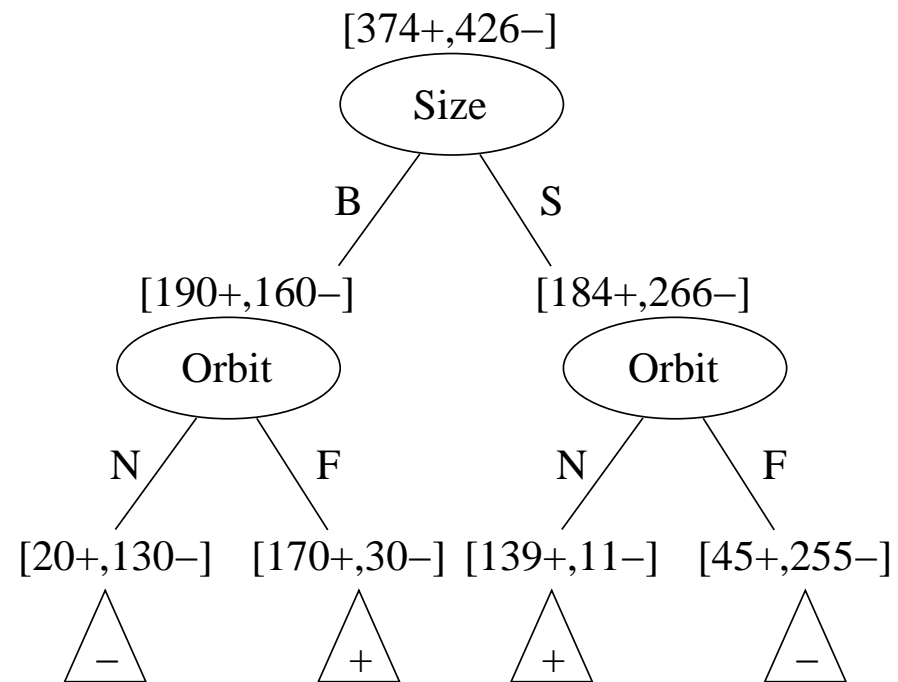 [374+,426−]
Size
B S
[190+,160−] [184+,266−]
Orbit Orbit
N F N F
[20+,130−] [170+,30−] [139+,11−] [45+,255−]
− + + −